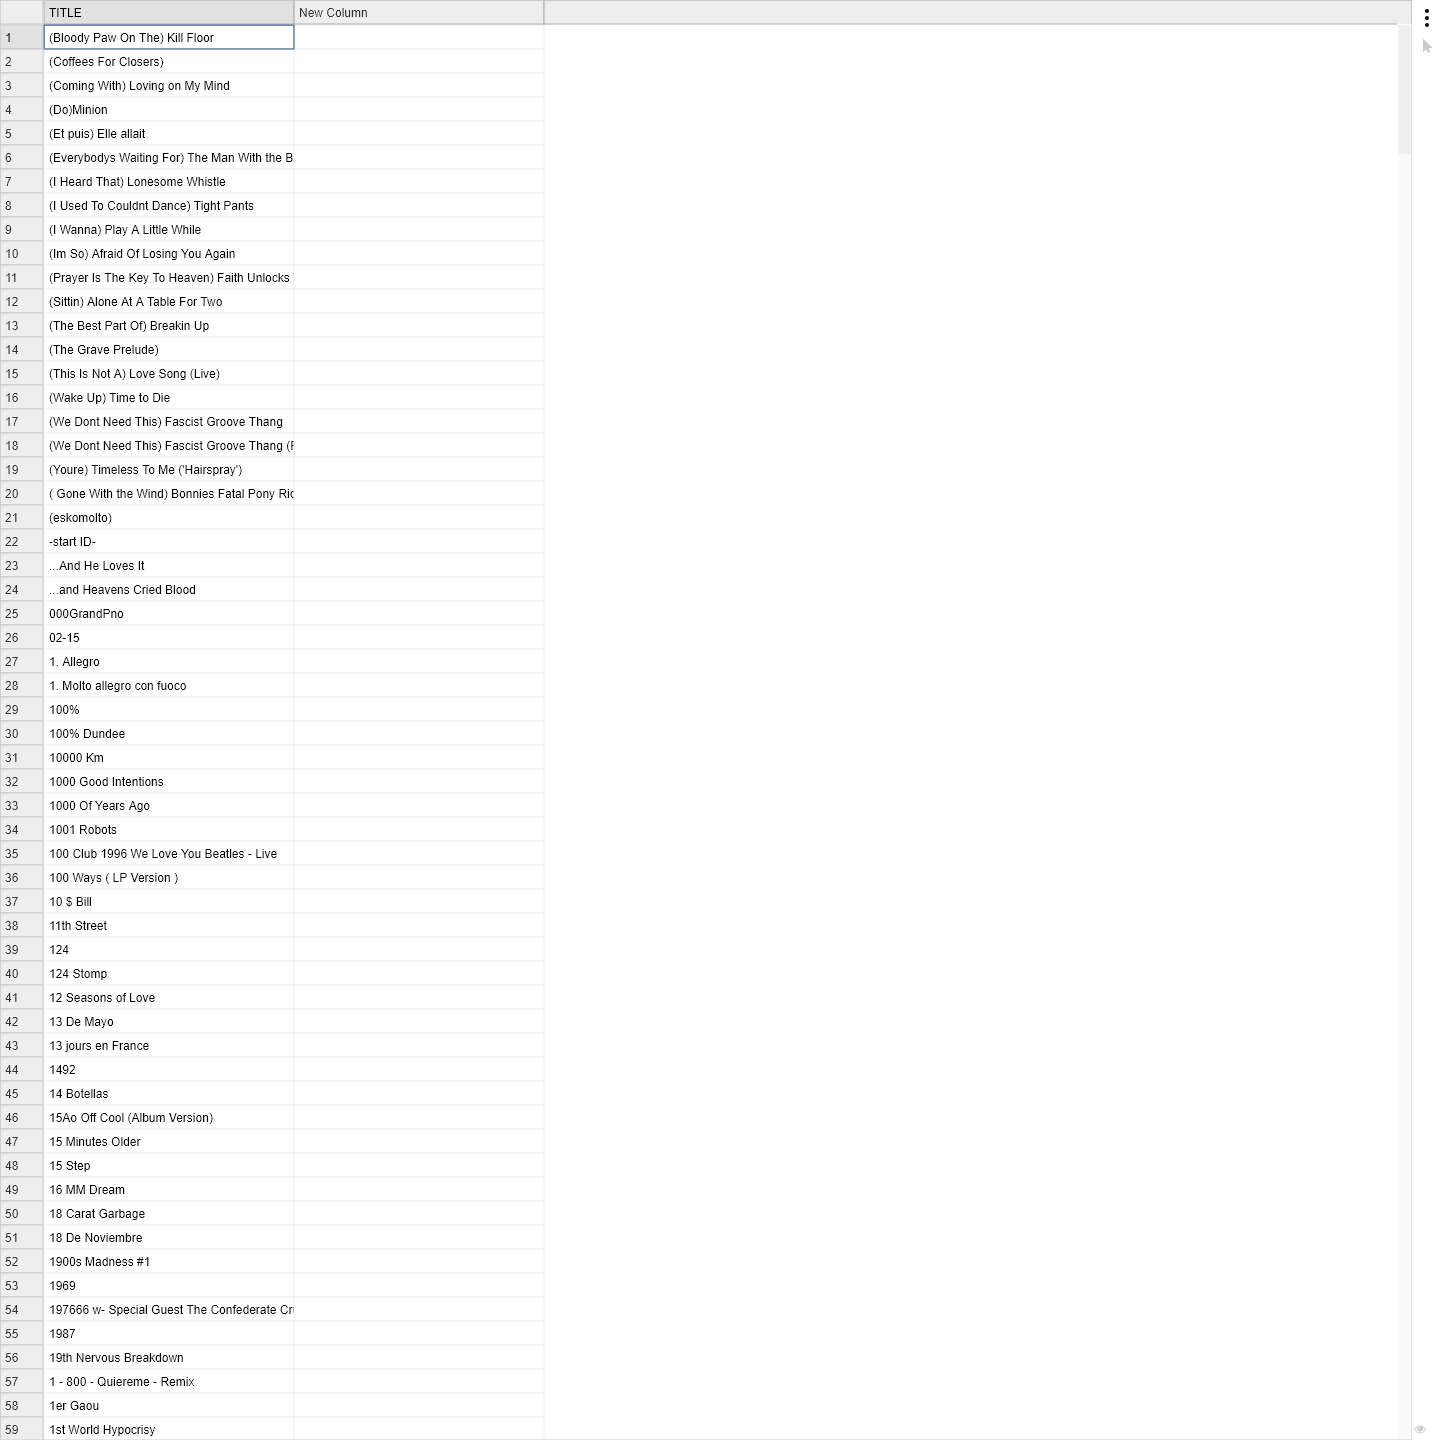 TITLE New Column
1 (Bloody Paw On The) Kill Floor
2 (Coffees For Closers)
3 (Coming With) Loving on My Mind
4 (Do)Minion
5 (Et puis) Elle allait
6 (Everybodys Waiting For) The Man With the B
7 (I Heard That) Lonesome Whistle
8 (I Used To Couldnt Dance) Tight Pants
9 (I Wanna) Play A Little While
10 (Im So) Afraid Of Losing You Again
11 (Prayer Is The Key To Heaven) Faith Unlocks
12 (Sittin) Alone At A Table For Two
13 (The Best Part Of) Breakin Up
14 (The Grave Prelude)
15 (This Is Not A) Love Song (Live)
16 (Wake Up) Time to Die
17 (We Dont Need This) Fascist Groove Thang
18 (We Dont Need This) Fascist Groove Thang (
19 (Youre) Timeless To Me ('Hairspray')
20 ( Gone With the Wind) Bonnies Fatal Pony
21 (eskomolto)
22 -start ID-
23 ...And He Loves It
24 ...and Heavens Cried Blood
25 000GrandPno
26 02-15
27 1. Allegro
28 1. Molto allegro con fuoco
29 100%
30 100% Dundee
31 10000 Km
32 1000 Good Intentions
33 1000 Of Years Ago
34 1001 Robots
35 100 Club 1996 We Love You Beatles - Live
36 100 Ways ( LP Version )
37 10 $ Bill
38 11th Street
39 124
40 124 Stomp
41 12 Seasons of Love
42 13 De Mayo
43 13 jours en France
44 1492
45 14 Botellas
46 15Ao Off Cool (Album Version)
47 15 Minutes Older
48 15 Step
49 16 MM Dream
50 18 Carat Garbage
51 18 De Noviembre
52 1900s Madness #1
53 1969
54 197666 w- Special Guest The Confederate
55 1987
56 19th Nervous Breakdown
57 1 - 800 - Quiereme - Remix
58 1er Gaou
59 1st World Hypocrisy